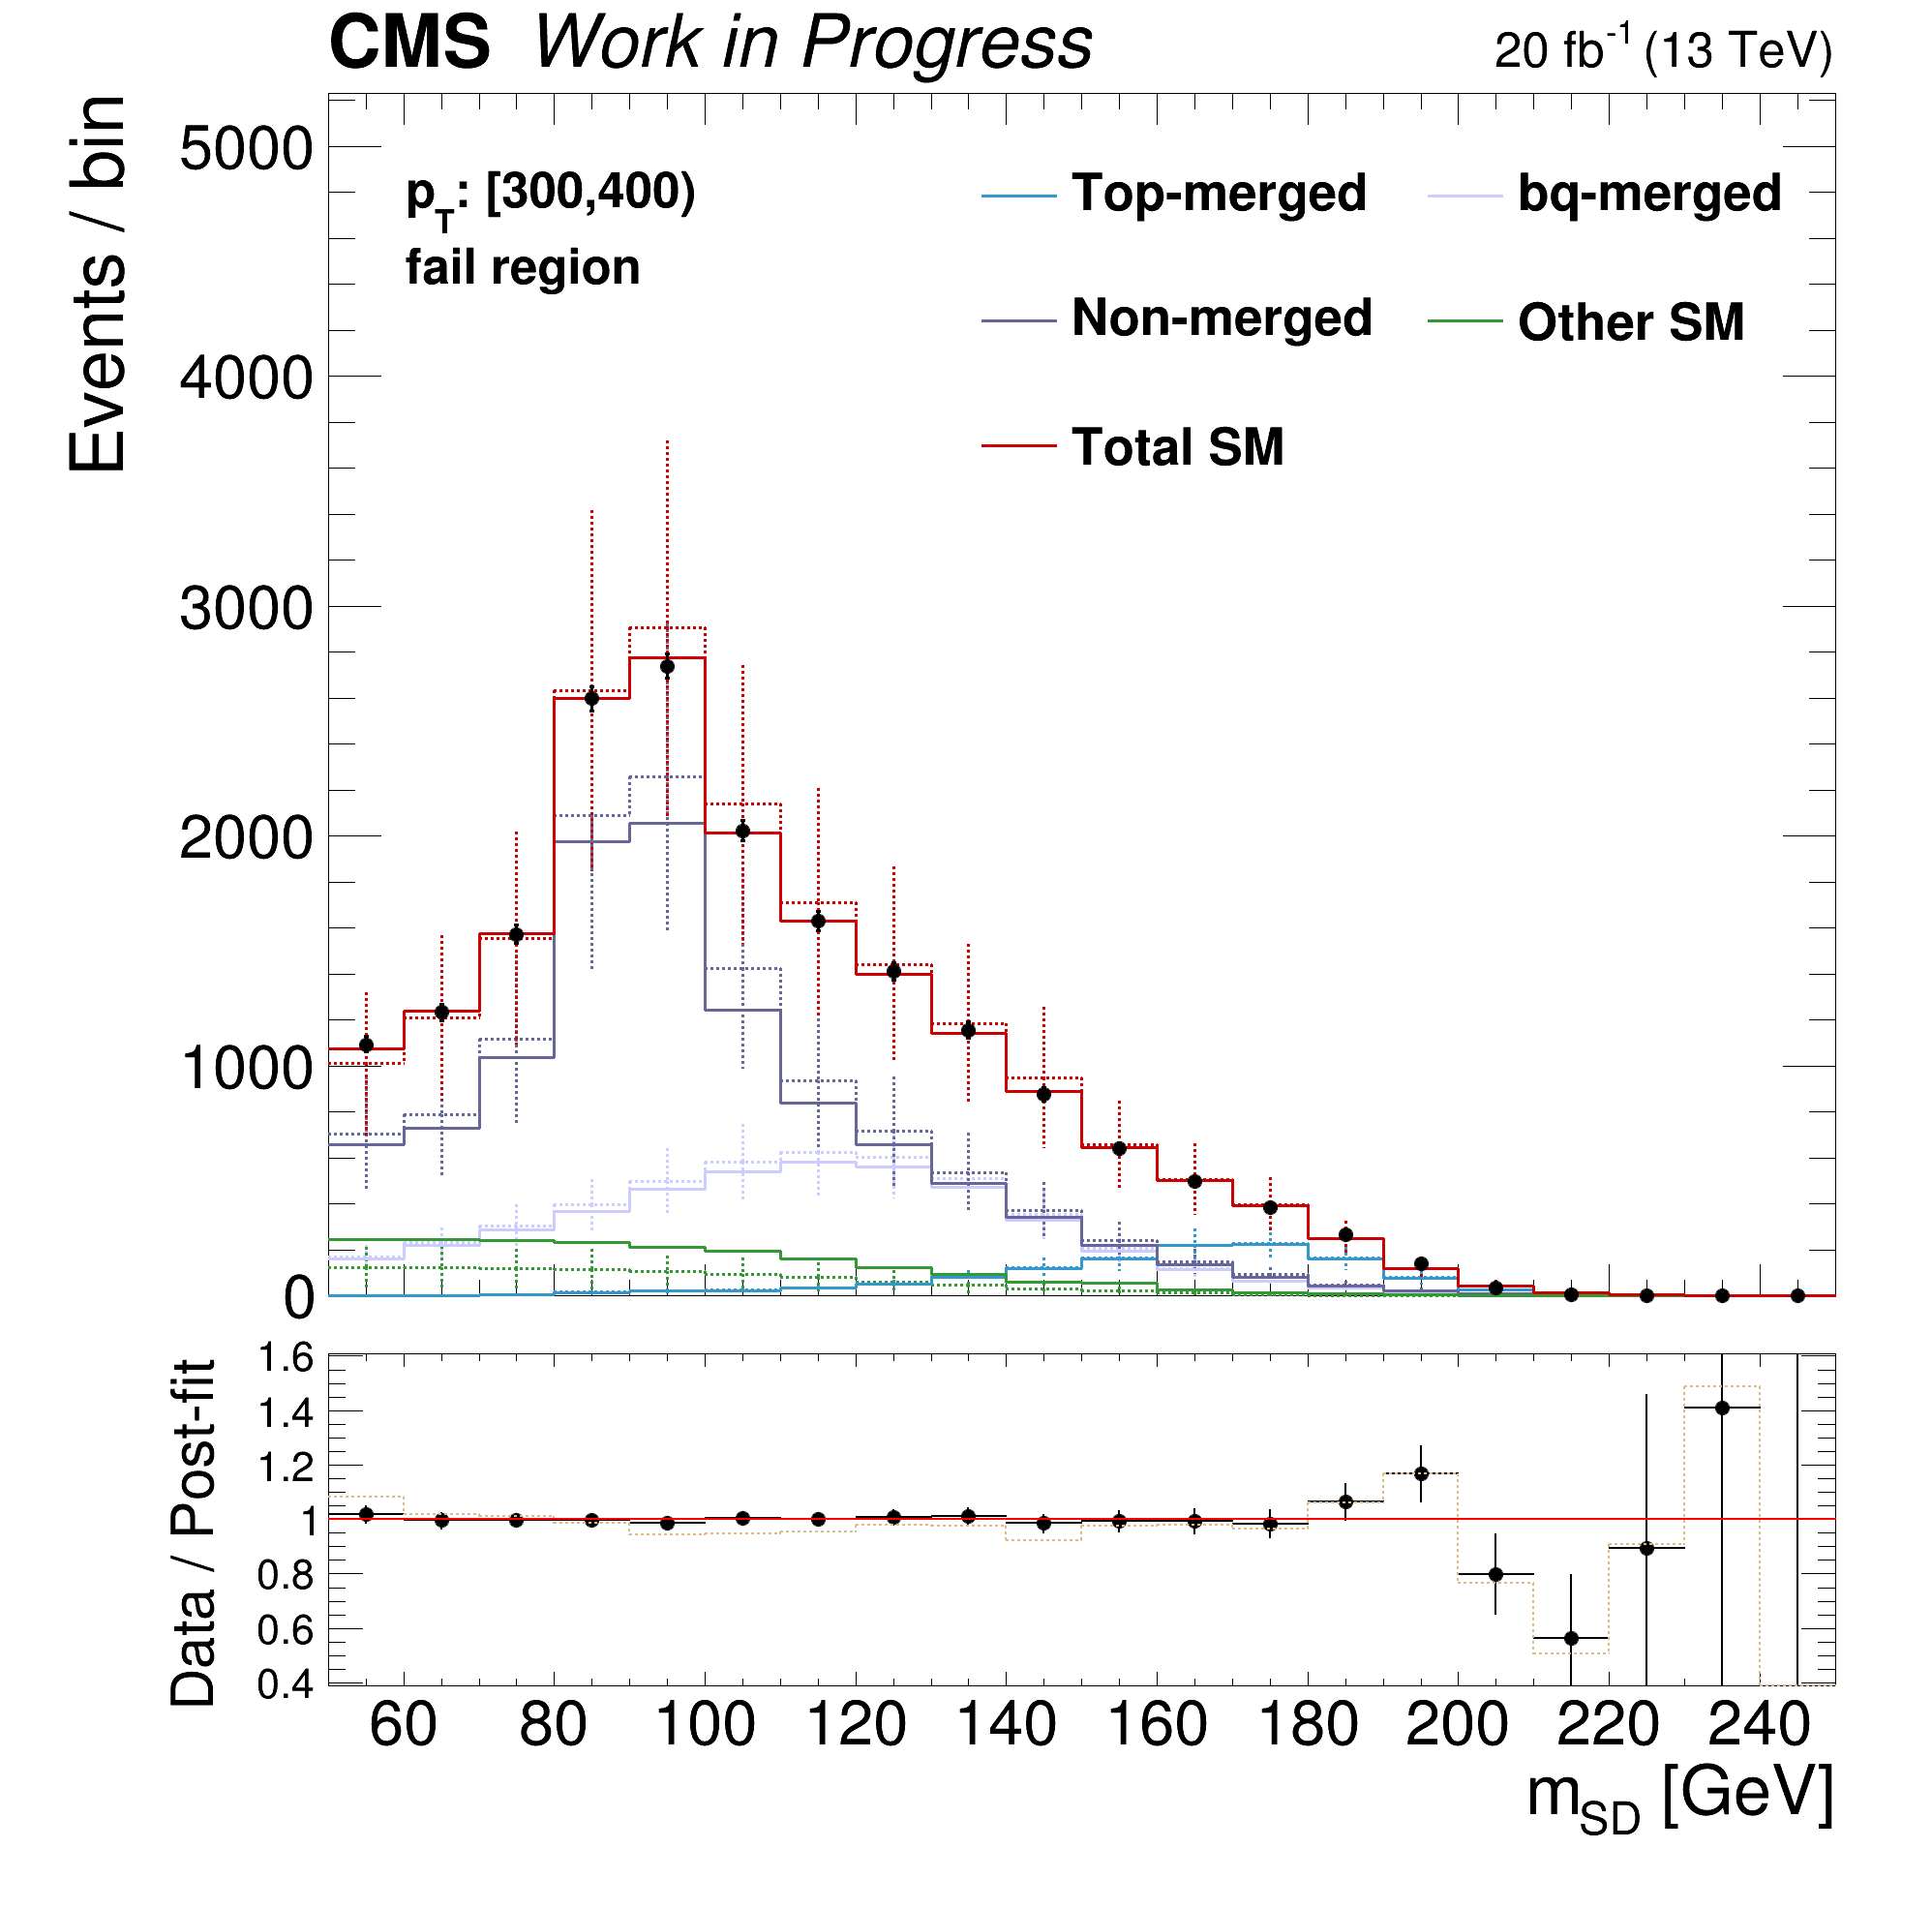 CMS Work in Progress
20 fb-1 (13 TeV)
Events / bin
5000
4000
3000
2000
1000
0
pT: [300,400)
fail region
Top-merged
bq-merged
Non-merged
Other SM
Total SM
Data / Post-fit
1.6
1.4
1.2
1
0.8
0.6
0.4
60 80 100 120 140 160 180 200 220 240
mSD [GeV]